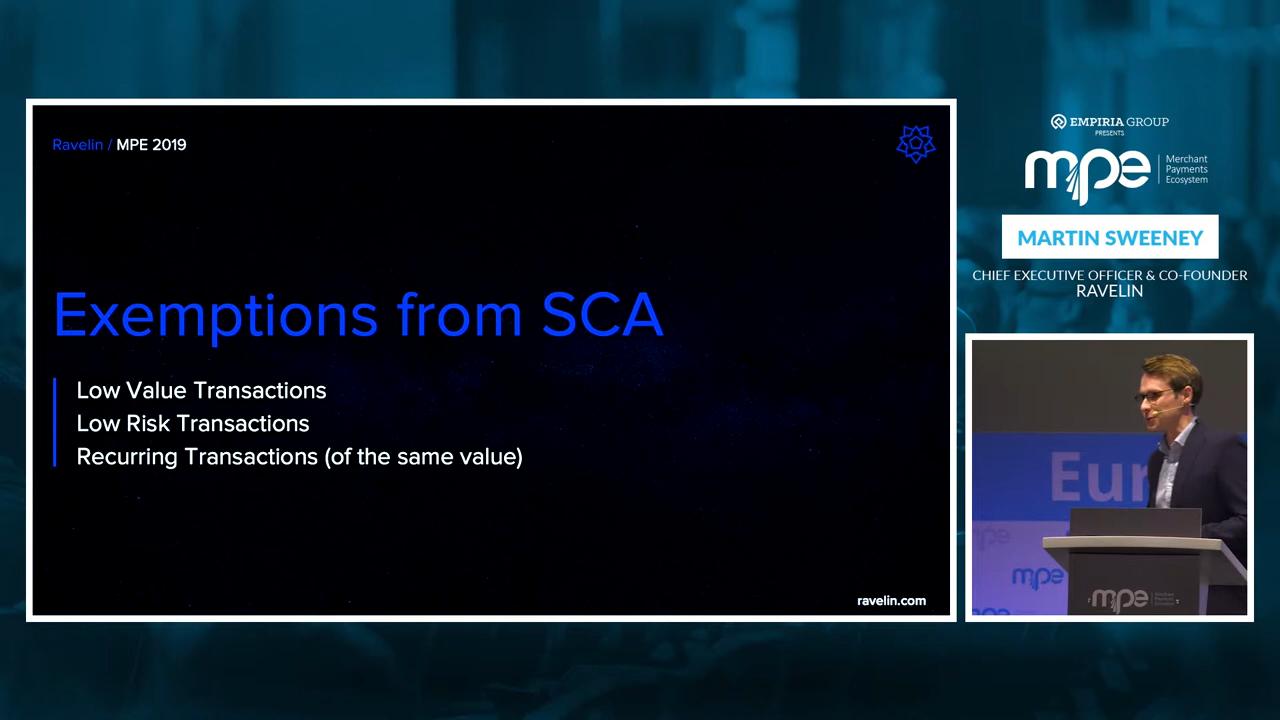 Ravelin / MPE 2019
Exemptions from SCA
Low Value Transactions
Low Risk Transactions
Recurring Transactions (of the same value)
ravelin.com
EMPIRIA GROUP
PRESENTS
mpe
Merchant
Payments
Ecosystem
MARTIN SWEENEY
CHIEF EXECUTIVE OFFICER & CO-FOUNDER
RAVELIN
Eur
mpe
mpe
mpe